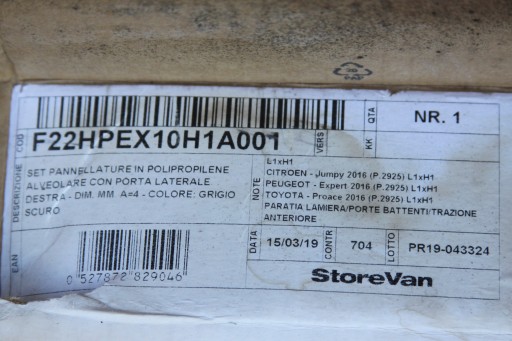 PAP
COD
F22HPEX10H1A001
VERS
KK
QTA
NR. 1
DESCRIZIONE
SET PANNELLATURE IN POLIPROPILENE
ALVEOLARE CON PORTA LATERALE
DESTRA - DIM. MM A=4 - COLORE: GRIGIO
SCURO
NOTE
L1xH1
CITROEN - Jumpy 2016 (P.2925) L1xH1
PEUGEOT - Expert 2016 (P.2925) L1xH1
TOYOTA - Proace 2016 (P.2925) L1xH1
PARATIA LAMIERA/PORTE BATTENTI/TRAZIONE
ANTERIORE
EAN
0 527872 829046
DATA
15/03/19
CONTR
704
LOTTO
PR19-043324
StoreVan